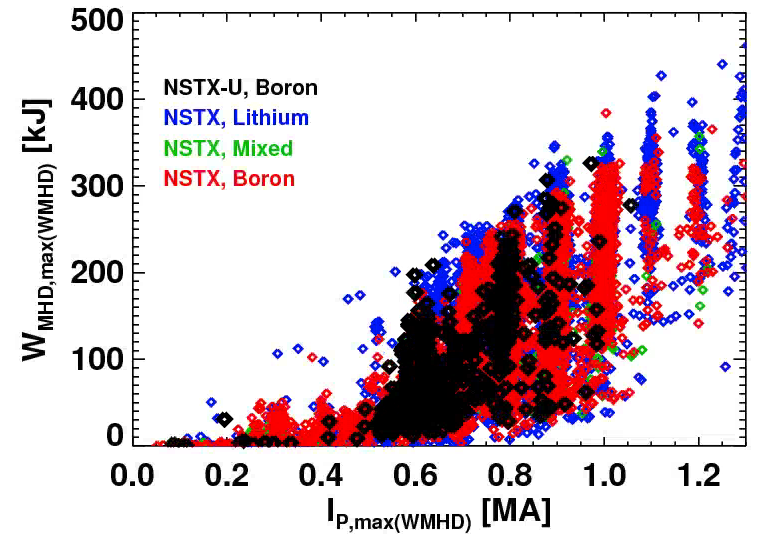 500
400
300
200
100
0
W_MHD,max(WMHD) [kJ]
NSTX-U, Boron
NSTX, Lithium
NSTX, Mixed
NSTX, Boron
0.0 0.2 0.4 0.6 0.8 1.0 1.2
I_P,max(WMHD) [MA]